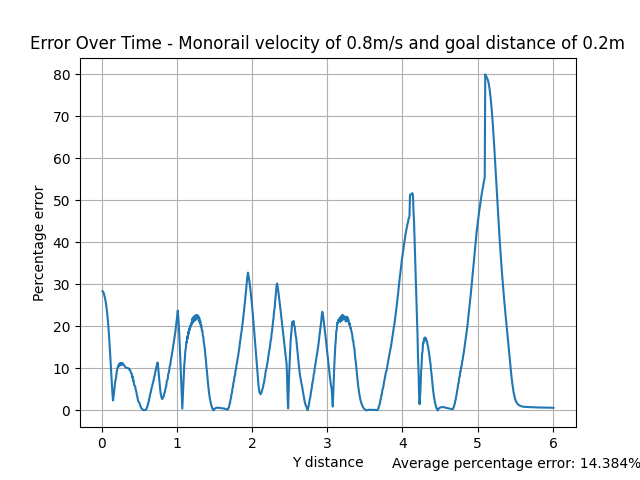 Error Over Time - Monorail velocity of 0.8m/s and goal distance of 0.2m
80
70
60
50
40
30
20
10
0
Percentage error
0 1 2 3 4 5 6
Y distance
Average percentage error: 14.384%